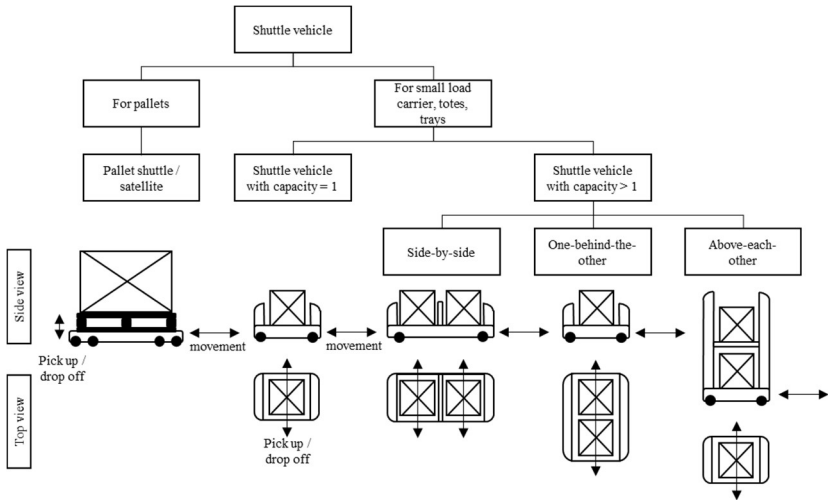 Shuttle vehicle
For pallets
For small load
carrier, totes,
trays
Pallet shuttle /
satellite
Shuttle vehicle
with capacity = 1
Shuttle vehicle
with capacity > 1
Side-by-side
One-behind-the-
other
Above-each-
other
Side view
movement
movement
Pick up /
drop off
Top view
Pick up /
drop off